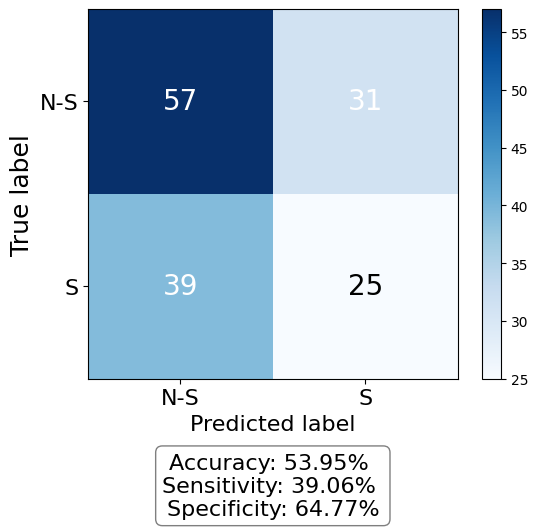 N-S
57
31
S
39
25
N-S
S
True label
Predicted label
55
50
45
40
35
30
25
Accuracy: 53.95%
Sensitivity: 39.06%
Specificity: 64.77%